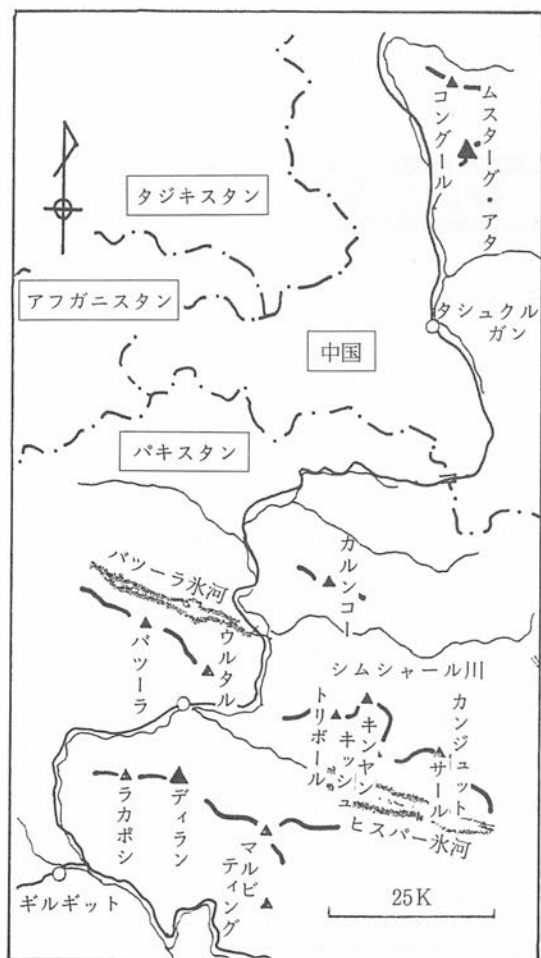 コングール
ムスターグ・アタ
タジキスタン
アフガニスタン
タシュクル
ガン
中国
パキスタン
カルンコー
バツーラ氷河
バツーラ
ウルタル
シムシャール川
トリボール
キンヤン
キッシュ
カンジュット
サール
ヒスパー氷河
ラカポシ
ディラン
マルビ
ティング
ギルギット
25K